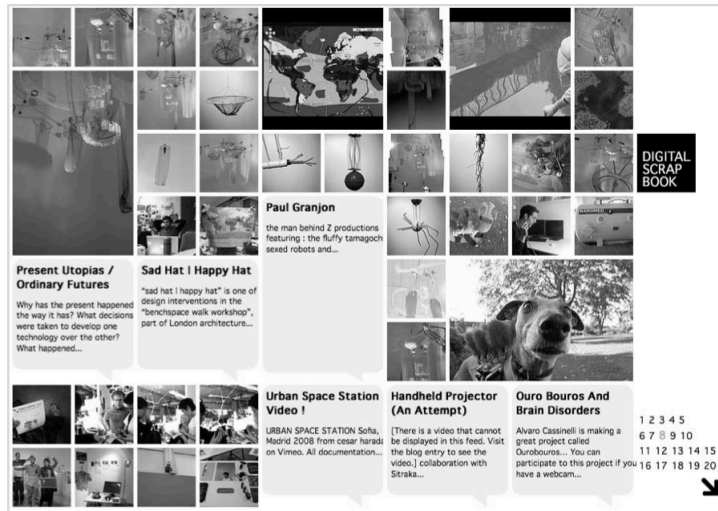 DIGITAL
SCRAP
BOOK
Paul Granjon
the man behind Z productions
featuring : the fluffy tamagoch
sexed robots and...
Present Utopias /
Ordinary Futures
Why has the present happened
the way it has? What decisions
were taken to develop one
technology over the other?
What happened...
Sad Hat | Happy Hat
"sad hat | happy hat" is one of
design interventions in the
"benchspace walk workshop",
part of London architecture...
Urban Space Station
Video !
URBAN SPACE STATION Sofia,
Madrid 2008 from cesar harada
on Vimeo. All documentation...
Handheld Projector
(An Attempt)
[There is a video that cannot
be displayed in this feed. Visit
the blog entry to see the
video.] collaboration with
Sitraka...
Ouro Bouros And
Brain Disorders
Alvaro Cassinelli is making a
great project called
Ourobouros... You can
participate to this project if you
have a webcam...
1 2 3 4 5
6 7 8 9 10
11 12 13 14 15
16 17 18 19 20